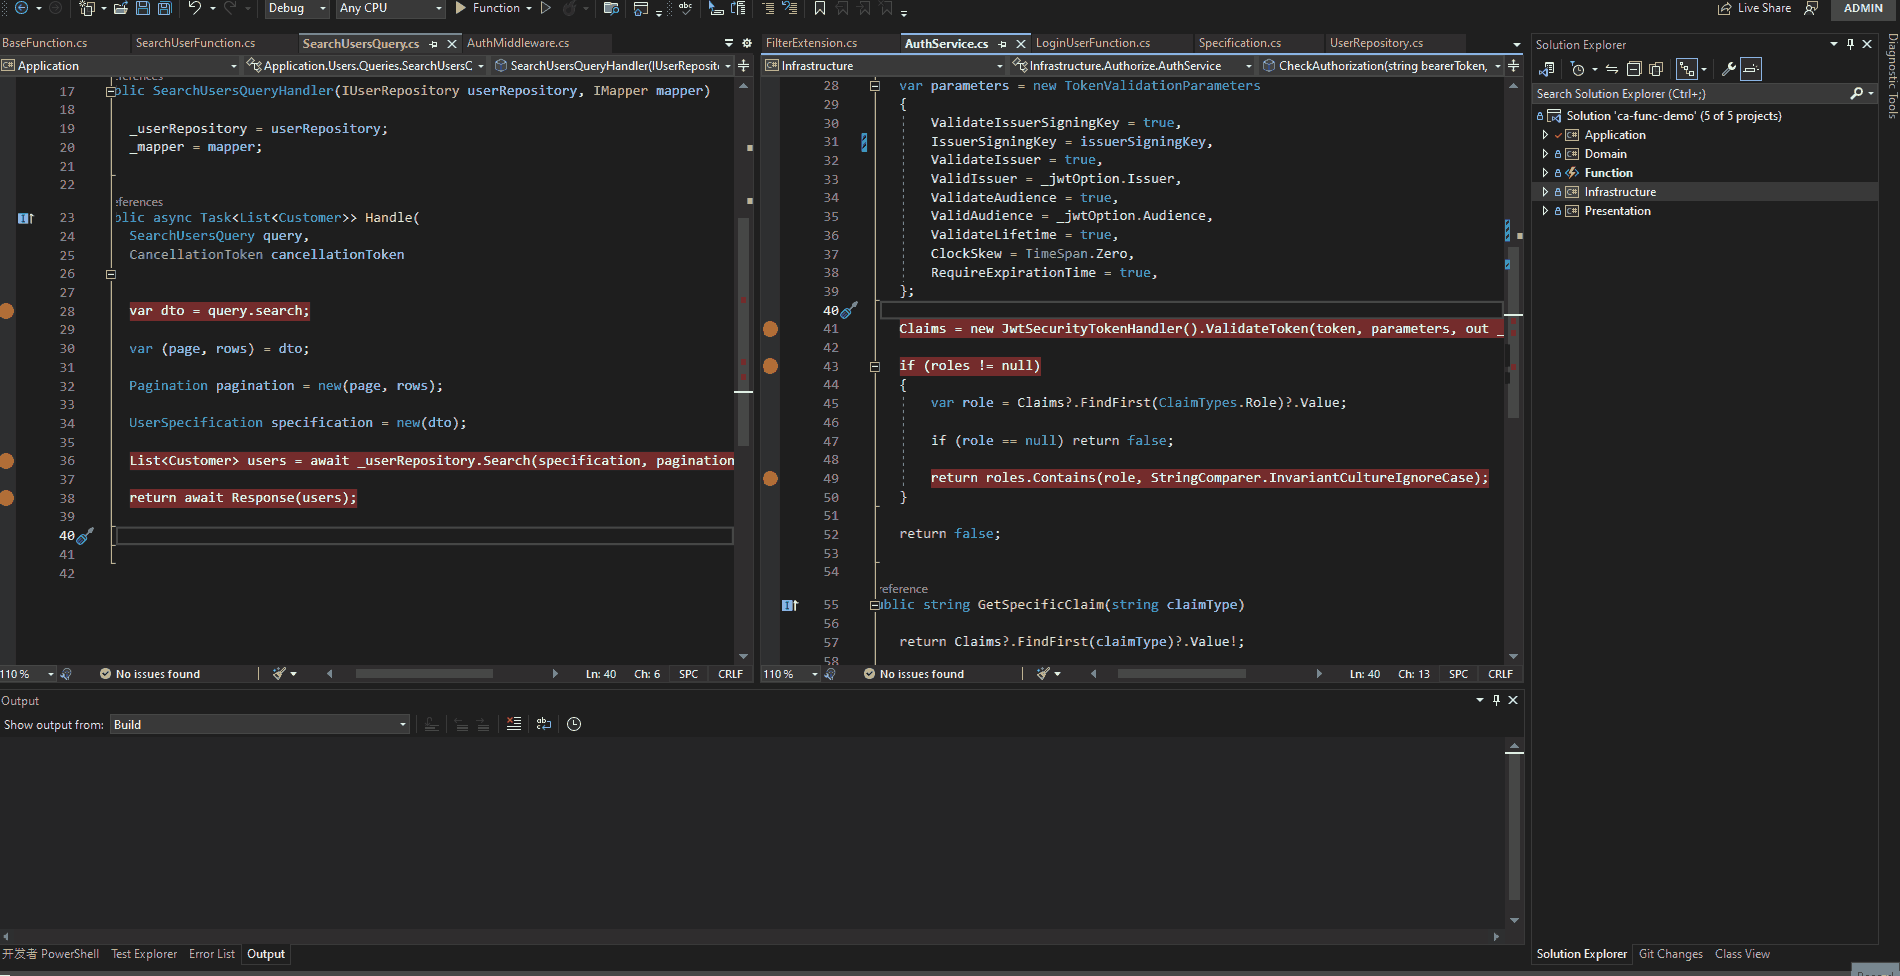 Debug
Any CPU
Function
Live Share
ADMIN
BaseFunction.cs
SearchUserFunction.cs
SearchUsersQuery.cs
AuthMiddleware.cs
Application
Application.Users.Queries.SearchUsersQ
SearchUsersQueryHandler(IUserReposito
17 blic SearchUsersQueryHandler(IUserRepository userRepository, IMapper mapper)
18
19 _userRepository = userRepository;
20 _mapper = mapper;
21
22
eferences
23 blic async Task<List<Customer>> Handle(
24 SearchUsersQuery query,
25 CancellationToken cancellationToken
26
27
28 var dto = query.search;
29
30 var (page, rows) = dto;
31
32 Pagination pagination = new(page, rows);
33
34 UserSpecification specification = new(dto);
35
36 List<Customer> users = await _userRepository.Search(specification, pagination
37
38 return await Response(users);
39
40
41
42
110 %
No issues found
Ln: 40
Ch: 6
SPC
CRLF
FilterExtension.cs
AuthService.cs
LoginUserFunction.cs
Specification.cs
UserRepository.cs
Infrastructure
Infrastructure.Authorize.AuthService
CheckAuthorization(string bearerToken,
28 var parameters = new TokenValidationParameters
29 {
30 ValidateIssuerSigningKey = true,
31 IssuerSigningKey = issuerSigningKey,
32 ValidateIssuer = true,
33 ValidIssuer = _jwtOption.Issuer,
34 ValidateAudience = true,
35 ValidAudience = _jwtOption.Audience,
36 ValidateLifetime = true,
37 ClockSkew = TimeSpan.Zero,
38 RequireExpirationTime = true,
39 };
40
41 Claims = new JwtSecurityTokenHandler().ValidateToken(token, parameters, out _
42
43 if (roles != null)
44 {
45 var role = Claims?.FindFirst(ClaimTypes.Role)?.Value;
46
47 if (role == null) return false;
48
49 return roles.Contains(role, StringComparer.InvariantCultureIgnoreCase);
50 }
51
52 return false;
53
54
reference
55 ublic string GetSpecificClaim(string claimType)
56
57 return Claims?.FindFirst(claimType)?.Value!;
58
110 %
No issues found
Ln: 40
Ch: 13
SPC
CRLF
Output
Show output from:
Build
开发者 PowerShell
Test Explorer
Error List
Output
Solution Explorer
Search Solution Explorer (Ctrl+;)
Solution 'ca-func-demo' (5 of 5 projects)
Application
Domain
Function
Infrastructure
Presentation
Solution Explorer
Git Changes
Class View
Diagnostic Tools